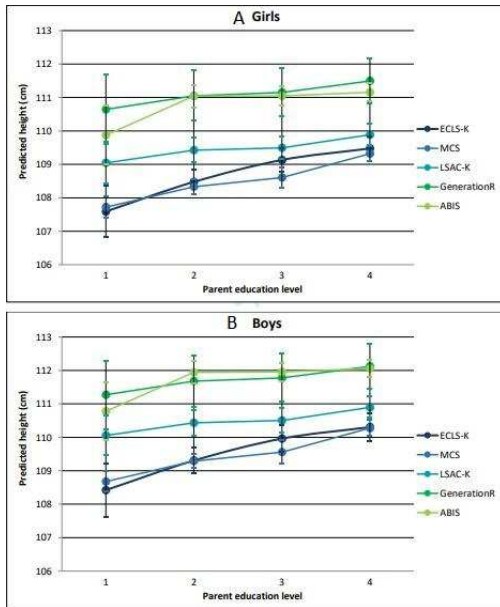 A Girls
113
112
111
110
109
108
107
106
Predicted height (cm)
1 2 3 4
Parent education level
ECLS-K
MCS
LSAC-K
GenerationR
ABIS
B Boys
113
112
111
110
109
108
107
106
Predicted height (cm)
1 2 3 4
Parent education level
ECLS-K
MCS
LSAC-K
GenerationR
ABIS